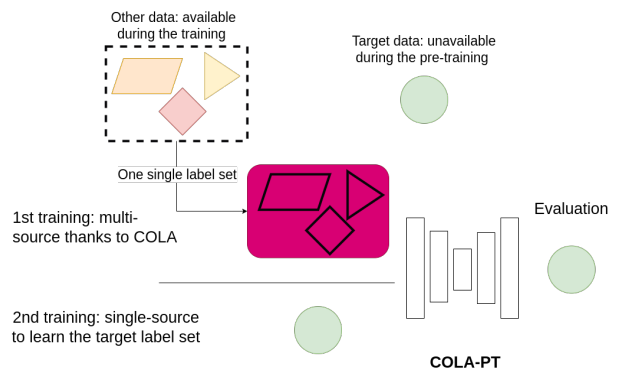 Other data: available
during the training
Target data: unavailable
during the pre-training
One single label set
1st training: multi-
source thanks to COLA
Evaluation
2nd training: single-source
to learn the target label set
COLA-PT